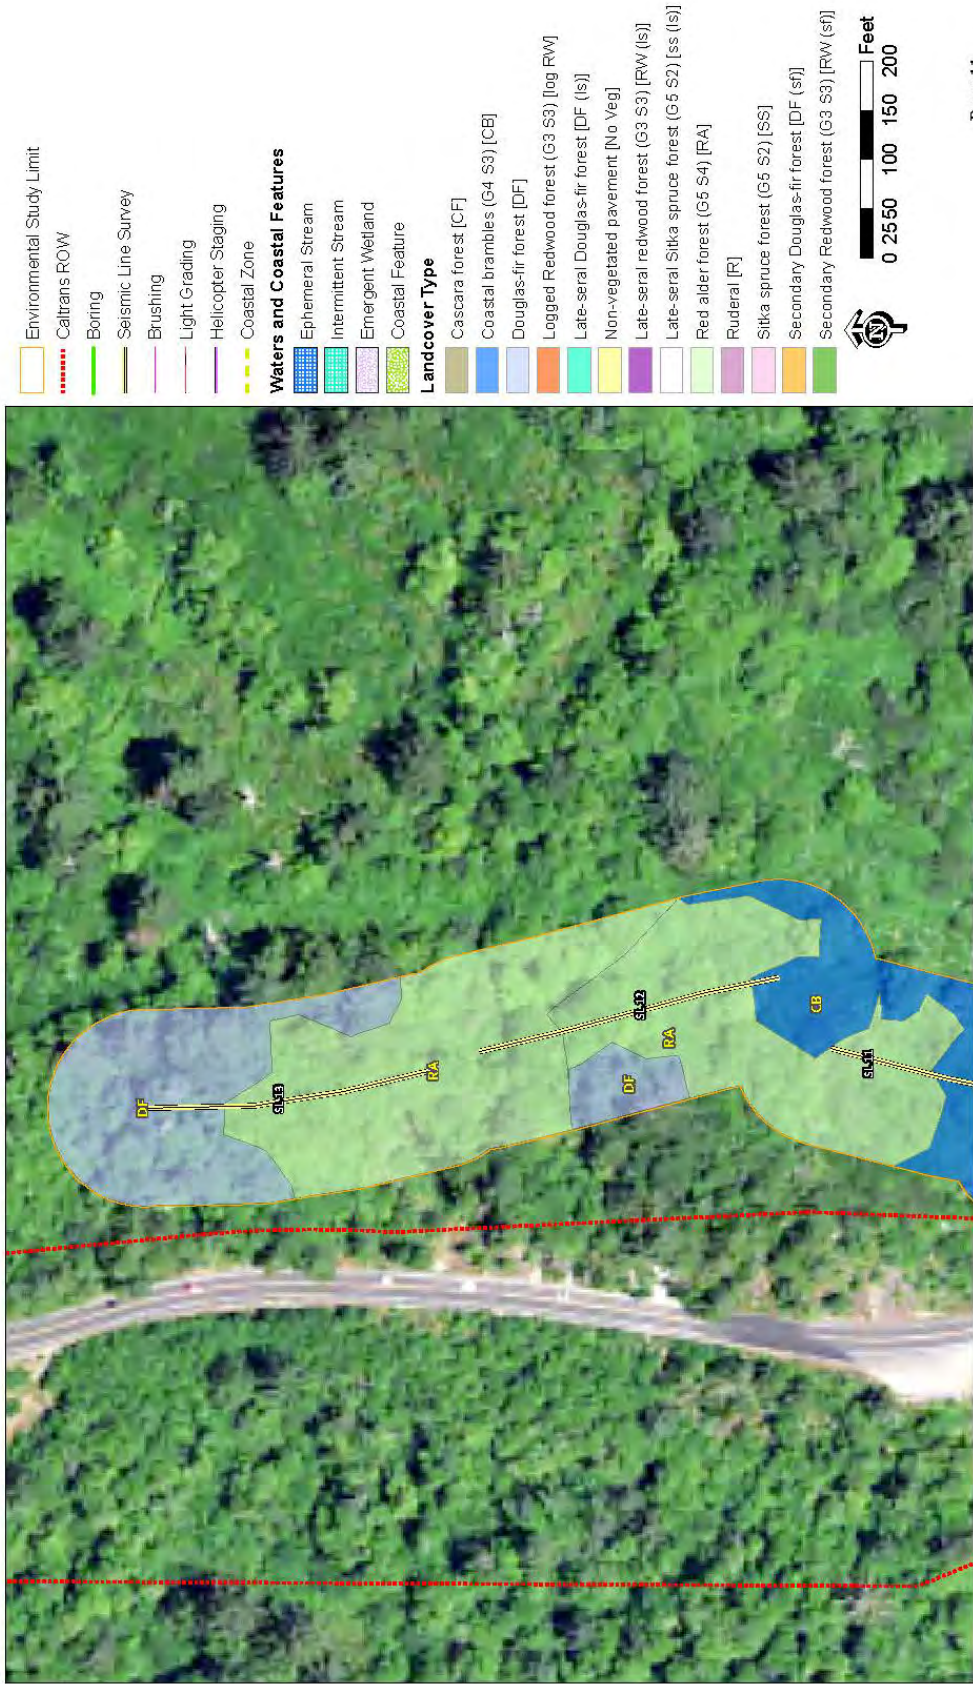 Environmental Study Limit
Caltrans ROW
Boring
Seismic Line Survey
Brushing
Light Grading
Helicopter Staging
Coastal Zone
Waters and Coastal Features
Ephemeral Stream
Intermittent Stream
Emergent Wetland
Coastal Feature
Landcover Type
Cascara forest [CF]
Coastal brambles (G4 S3) [CB]
Douglas-fir forest [DF]
Logged Redwood forest (G3 S3) [log RW]
Late-seral Douglas-fir forest [DF (ls)]
Non-vegetated pavement [No Veg]
Late-seral redwood forest (G3 S3) [RW (ls)]
Late-seral Sitka spruce forest (G5 S2) [ss (ls)]
Red alder forest (G5 S4) [RA]
Ruderal [R]
Sitka spruce forest (G5 S2) [SS]
Secondary Douglas-fir forest [DF (sf)]
Secondary Redwood forest (G3 S3) [RW (sf)]
N
0 25 50 100 150 200
Feet
DF
SL13
RA
SL12
RA
DF
CB
SL11